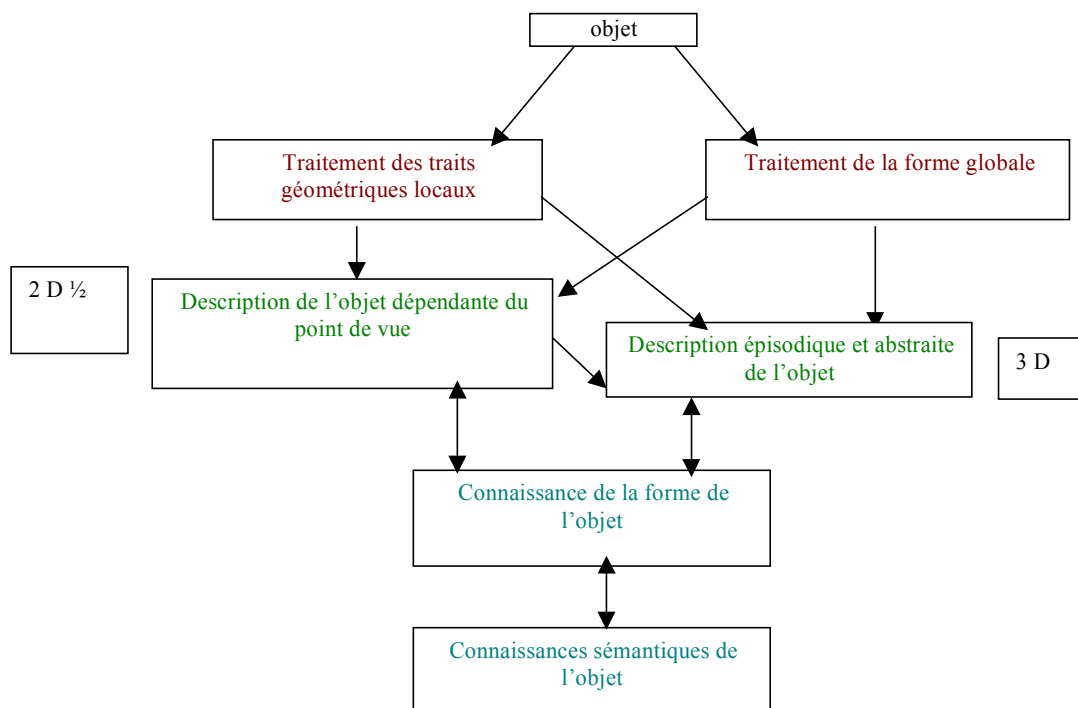 objet
Traitement des traits
géométriques locaux
Traitement de la forme globale
2 D ½
Description de l’objet dépendante du
point de vue
Description épisodique et abstraite
de l’objet
3 D
Connaissance de la forme de
l’objet
Connaissances sémantiques de
l’objet